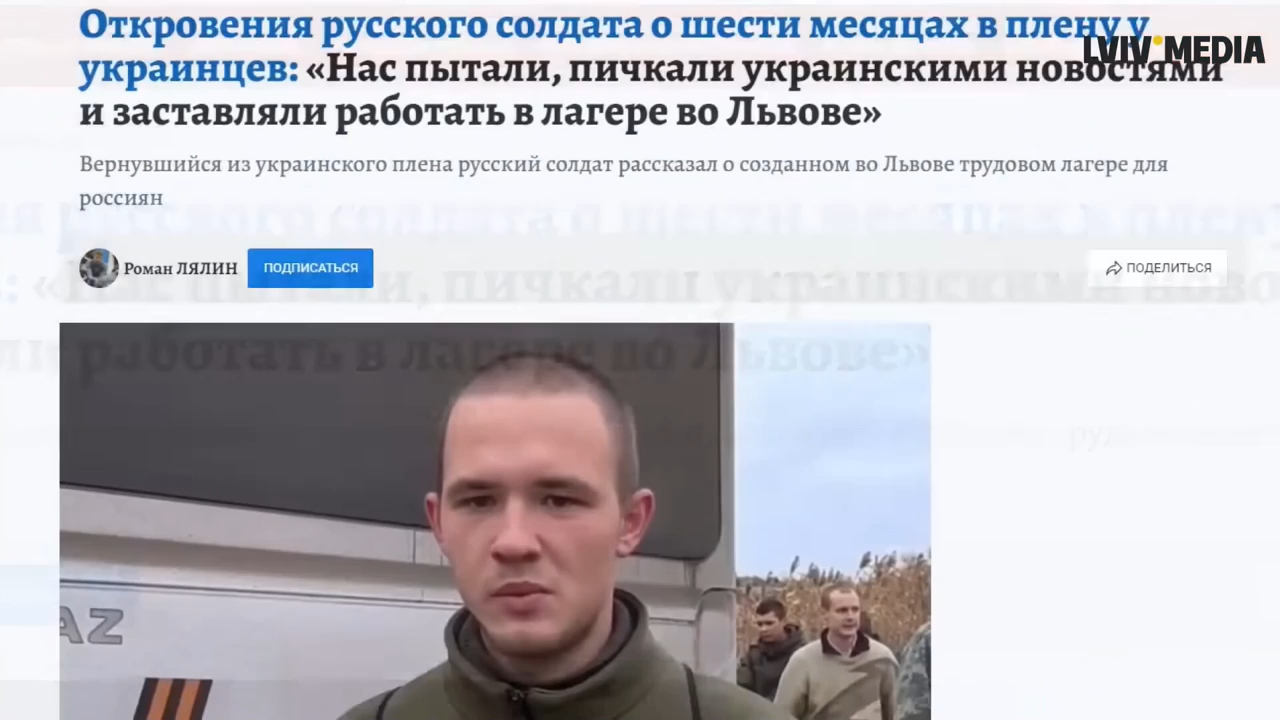 Откровения русского солдата о шести месяцах в плену у
LVIV MEDIA
украинцев: «Нас пытали, пичкали украинскими новостями
и заставляли работать в лагере во Львове»
Вернувшийся из украинского плена русский солдат рассказал о созданном во Львове трудовом лагере для
россиян
Роман ЛЯЛИН
ПОДПИСАТЬСЯ
ПОДЕЛИТЬСЯ
AZ